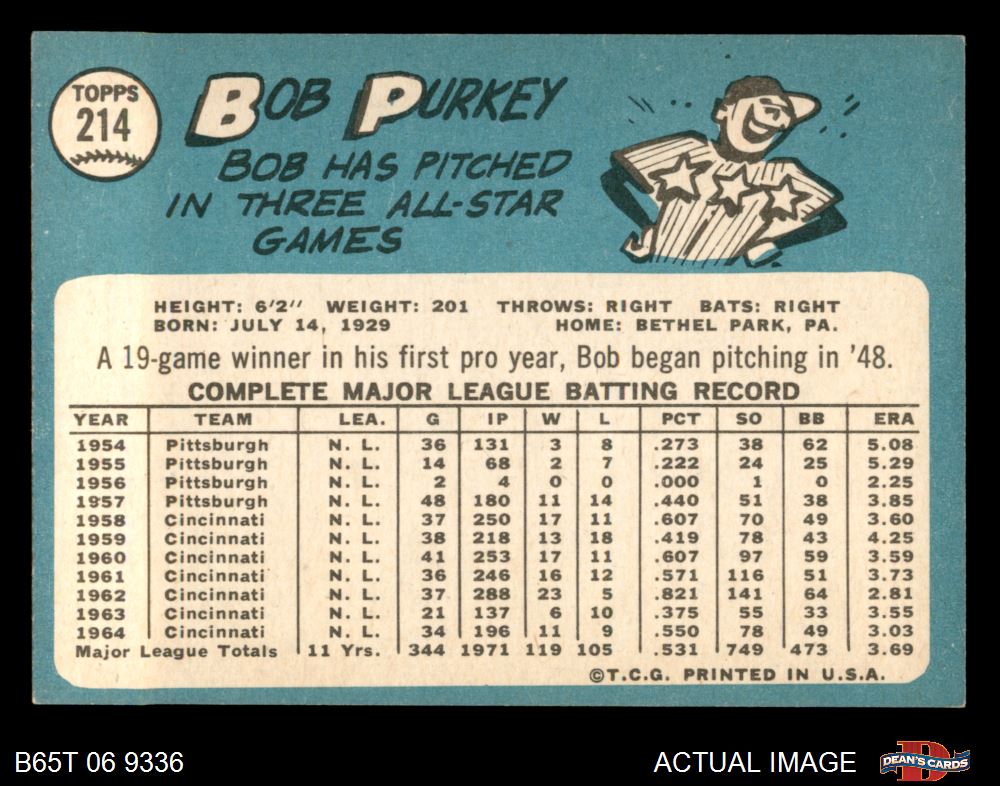 TOPPS
214
BOB PURKEY
BOB HAS PITCHED
IN THREE ALL-STAR
GAMES
HEIGHT: 6'2" WEIGHT: 201 THROWS: RIGHT BATS: RIGHT
BORN: JULY 14, 1929 HOME: BETHEL PARK, PA.
A 19-game winner in his first pro year, Bob began pitching in '48.
COMPLETE MAJOR LEAGUE BATTING RECORD
YEAR TEAM LEA. G IP W L PCT SO BB ERA
1954 Pittsburgh N. L. 36 131 3 8 .273 38 62 5.08
1955 Pittsburgh N. L. 14 68 2 7 .222 24 25 5.29
1956 Pittsburgh N. L. 2 4 0 0 .000 1 0 2.25
1957 Pittsburgh N. L. 48 180 11 14 .440 51 38 3.85
1958 Cincinnati N. L. 37 250 17 11 .607 70 49 3.60
1959 Cincinnati N. L. 38 218 13 18 .419 78 43 4.25
1960 Cincinnati N. L. 41 253 17 11 .607 97 59 3.59
1961 Cincinnati N. L. 36 246 16 12 .571 116 51 3.73
1962 Cincinnati N. L. 37 288 23 5 .821 141 64 2.81
1963 Cincinnati N. L. 21 137 6 10 .375 55 33 3.55
1964 Cincinnati N. L. 34 196 11 9 .550 78 49 3.03
Major League Totals 11 Yrs. 344 1971 119 105 .531 749 473 3.69
©T.C.G. PRINTED IN U.S.A.
B65T 06 9336
ACTUAL IMAGE
DEAN'S CARDS